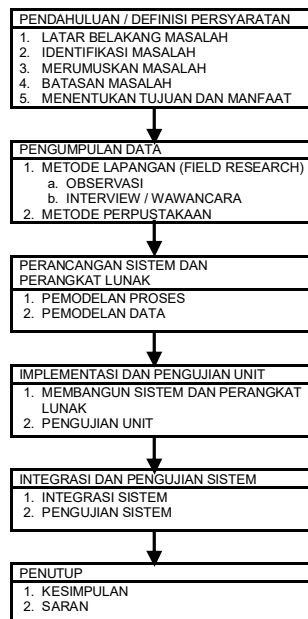 PENDAHULUAN / DEFINISI PERSYARATAN
1. LATAR BELAKANG MASALAH
2. IDENTIFIKASI MASALAH
3. MERUMUSKAN MASALAH
4. BATASAN MASALAH
5. MENENTUKAN TUJUAN DAN MANFAAT
PENGUMPULAN DATA
1. METODE LAPANGAN (FIELD RESEARCH)
a. OBSERVASI
b. INTERVIEW / WAWANCARA
2. METODE PERPUSTAKAAN
PERANCANGAN SISTEM DAN
PERANGKAT LUNAK
1. PEMODELAN PROSES
2. PEMODELAN DATA
IMPLEMENTASI DAN PENGUJIAN UNIT
1. MEMBANGUN SISTEM DAN PERANGKAT
LUNAK
2. PENGUJIAN UNIT
INTEGRASI DAN PENGUJIAN SISTEM
1. INTEGRASI SISTEM
2. PENGUJIAN SISTEM
PENUTUP
1. KESIMPULAN
2. SARAN